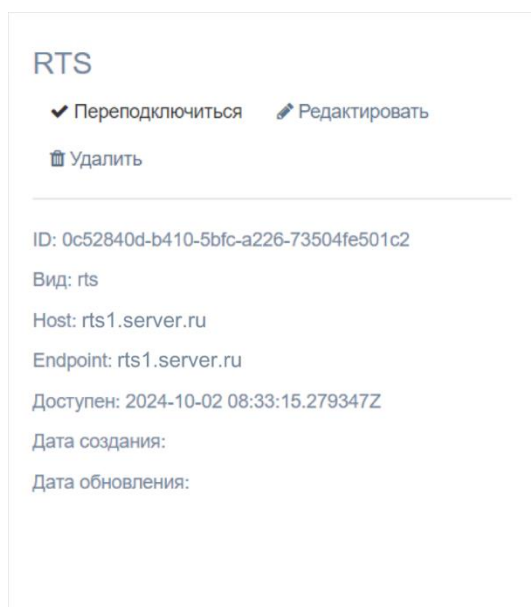 RTS
Переподключиться Редактировать
Удалить
ID: 0c52840d-b410-5bfc-a226-73504fe501c2
Вид: rts
Host: rts1.server.ru
Endpoint: rts1.server.ru
Доступен: 2024-10-02 08:33:15.279347Z
Дата создания:
Дата обновления: